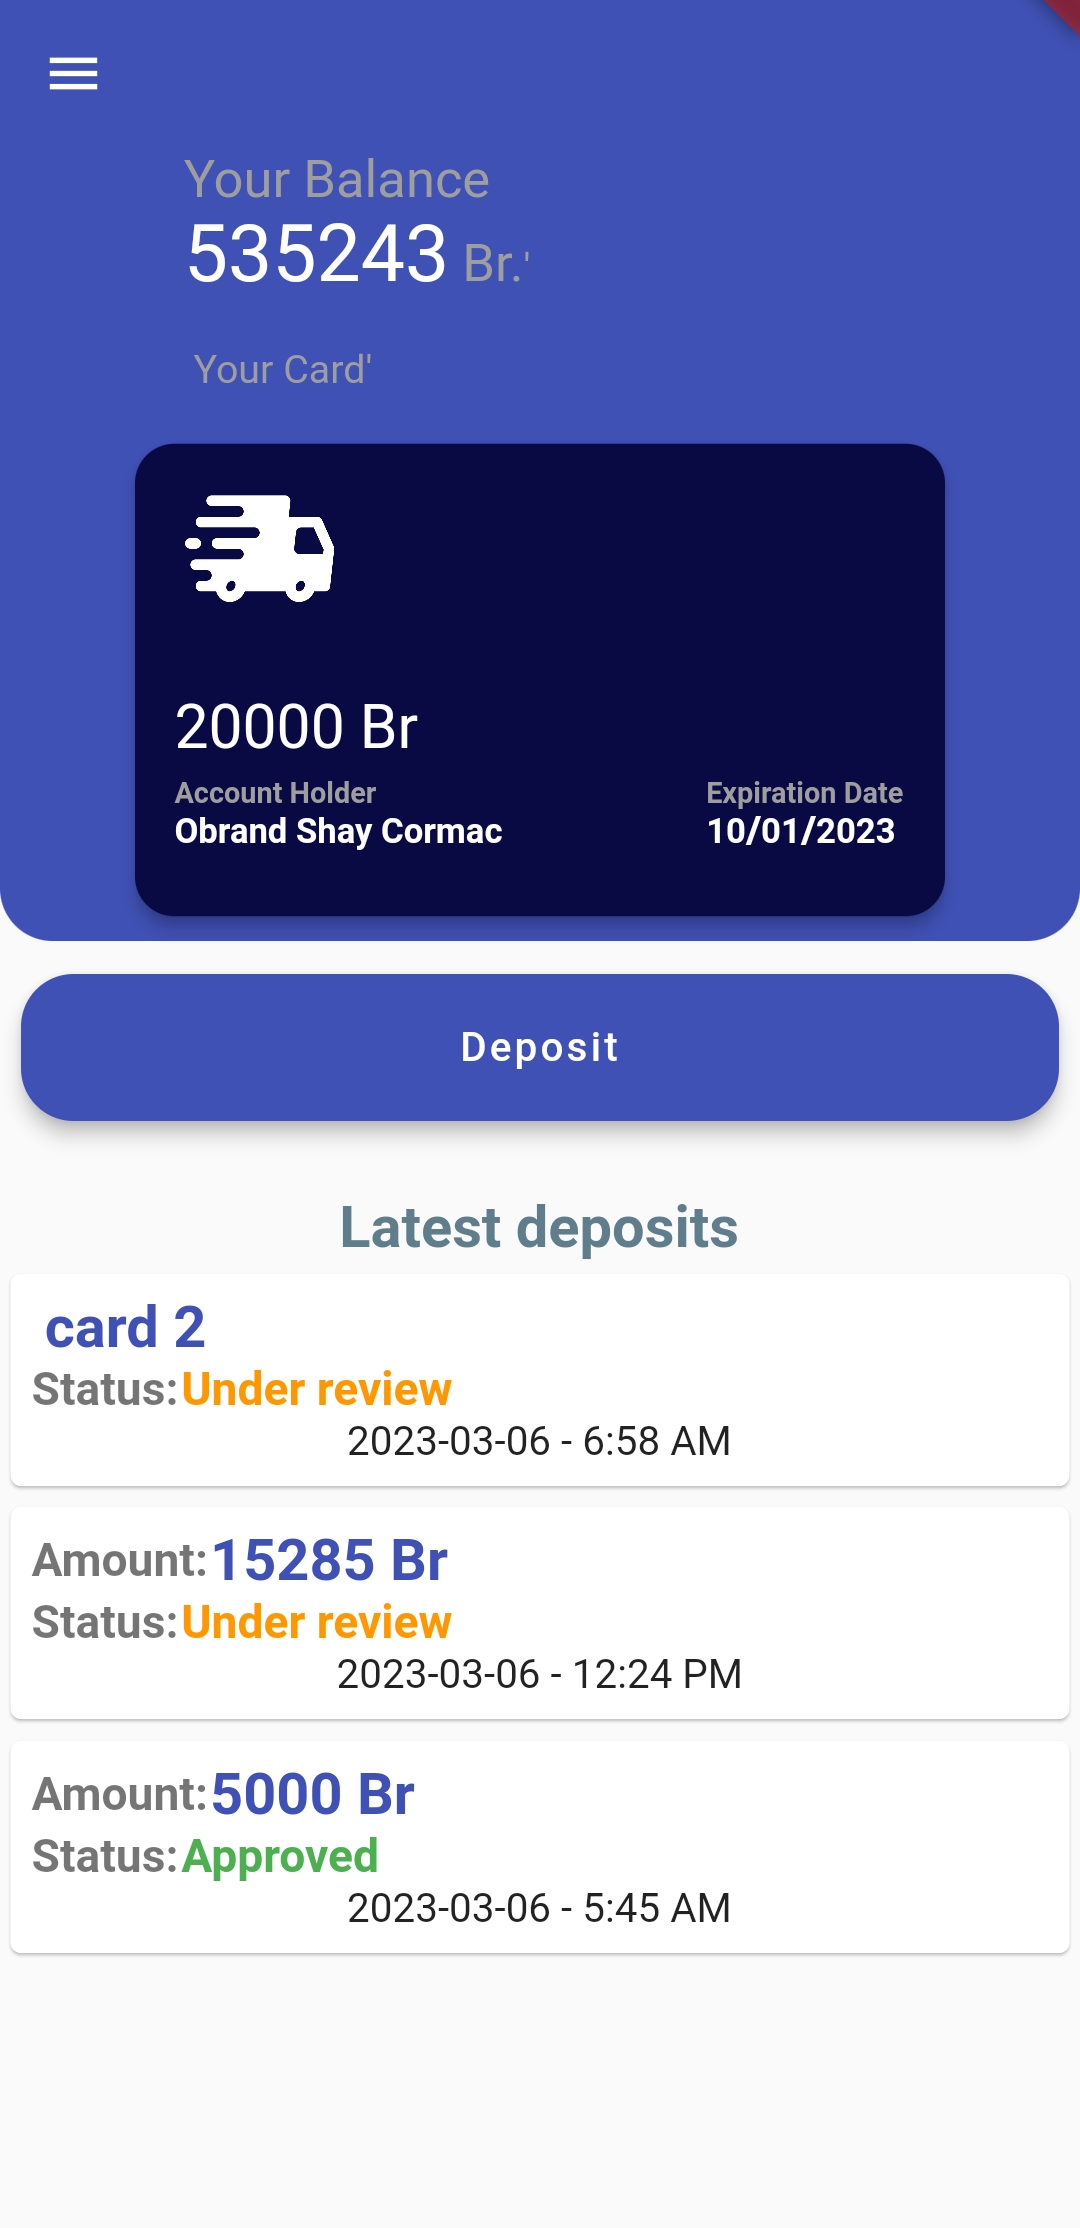 Your Balance
535243 Br.'
Your Card'
20000 Br
Account Holder
Expiration Date
Obrand Shay Cormac
10/01/2023
Deposit
Latest deposits
card 2
Status:Under review
2023-03-06 - 6:58 AM
Amount:15285 Br
Status:Under review
2023-03-06 - 12:24 PM
Amount:5000 Br
Status:Approved
2023-03-06 - 5:45 AM